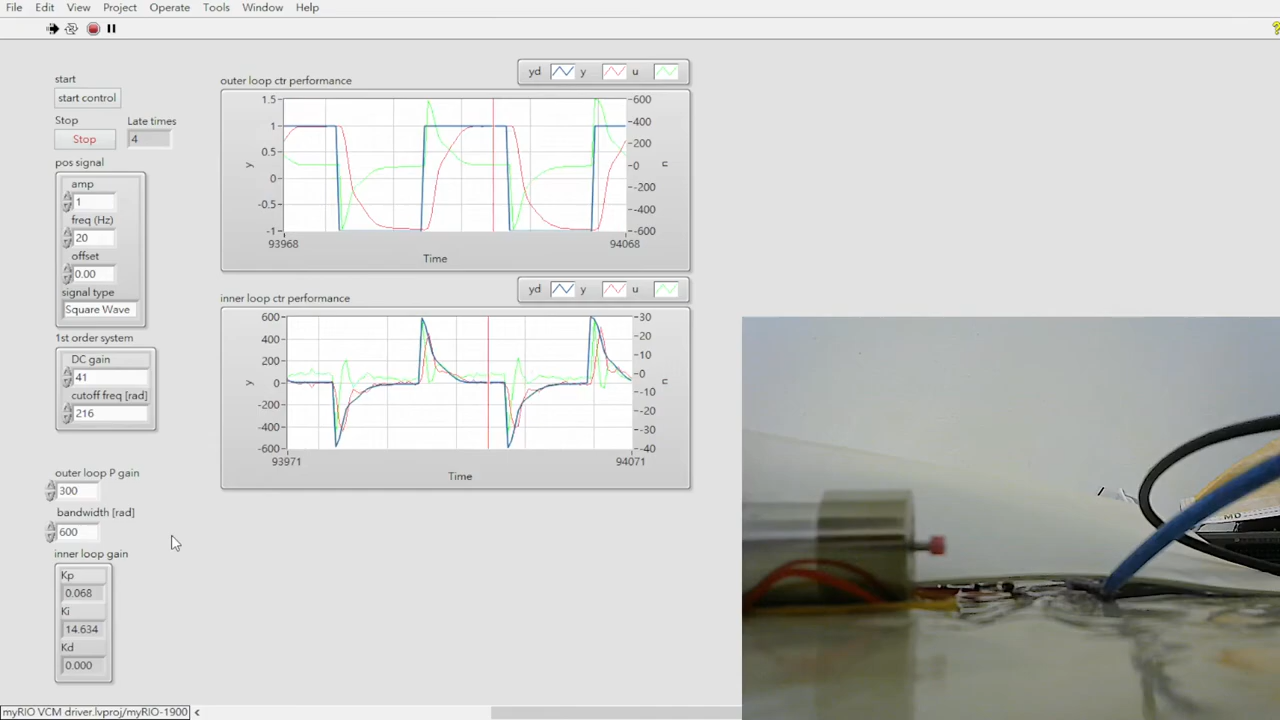 File Edit View Project Operate Tools Window Help
start
start control
Stop
Late times
Stop
4
pos signal
amp
1
freq (Hz)
20
offset
0.00
signal type
Square Wave
1st order system
DC gain
41
cutoff freq [rad]
216
outer loop P gain
300
bandwidth [rad]
600
inner loop gain
Kp
0.068
Ki
14.634
Kd
0.000
outer loop ctr performance
yd y u
1.5
1
0.5
0
-0.5
-1
y
600
400
200
0
-200
-400
-600
u
93968
94068
Time
inner loop ctr performance
yd y u
600
400
200
0
-200
-400
-600
y
30
20
10
0
-10
-20
-30
-40
u
93971
94071
Time
MD
myRIO VCM driver.lvproj/myRIO-1900